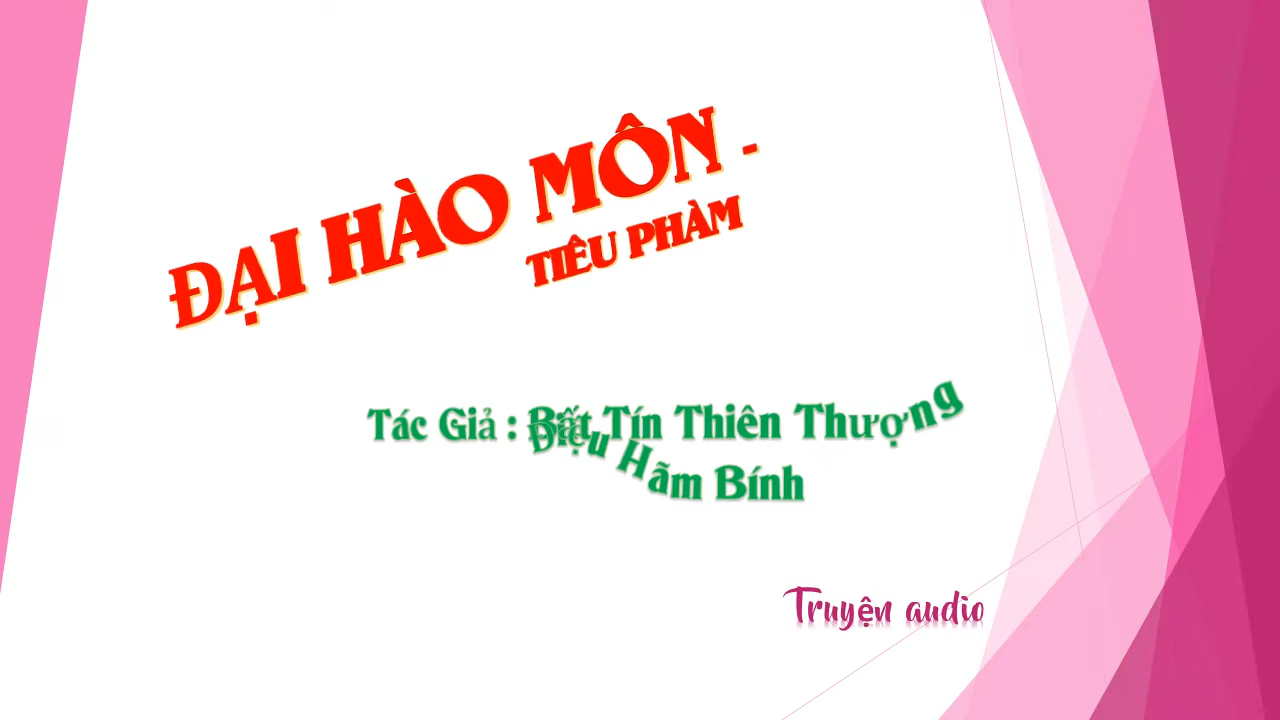 ĐẠI HÀO MÔN -
TIÊU PHÀM
Tác Giả : Bất Tín Thiên Thượng
Điệu Hãm Bính
Truyện audio